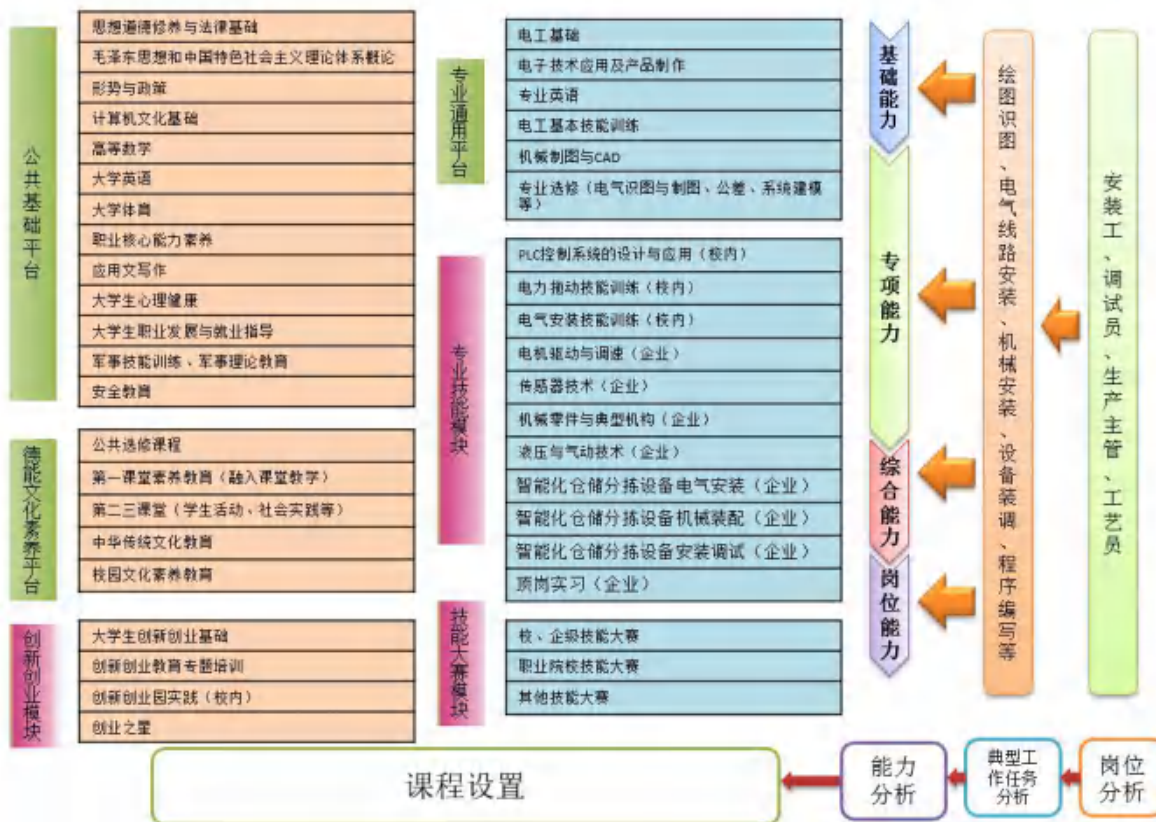 公共基础平台
思想道德修养与法律基础
毛泽东思想和中国特色社会主义理论体系概论
形势与政策
计算机文化基础
高等数学
大学英语
大学体育
职业核心能力素养
应用文写作
大学生心理健康
大学生职业发展与就业指导
军事技能训练、军事理论教育
安全教育
德能文化素养平台
公共选修课程
第一课堂素养教育（融入课堂教学）
第二三课堂（学生活动、社会实践等）
中华传统文化教育
校园文化素养教育
创新创业模块
大学生创新创业基础
创新创业教育专题培训
创新创业园实践（校内）
创业之星
专业通用平台
电工基础
电子技术应用及产品制作
专业英语
电工基本技能训练
机械制图与CAD
专业选修（电气识图与制图、公差、系统建模
等）
专业技能模块
PLC控制系统的设计与应用（校内）
电力拖动技能训练（校内）
电气安装技能训练（校内）
电机驱动与调速（企业）
传感器技术（企业）
机械零件与典型机构（企业）
液压与气动技术（企业）
智能化仓储分拣设备电气安装（企业）
智能化仓储分拣设备机械装配（企业）
智能化仓储分拣设备安装调试（企业）
顶岗实习（企业）
技能大赛模块
校、企级技能大赛
职业院校技能大赛
其他技能大赛
基础能力
专项能力
综合能力
岗位能力
绘图识图、电气线路安装、机械安装、设备装调、程序编写等
安装工、调试员、生产主管、工艺员
课程设置
能力
分析
典型工
作任务
分析
岗位
分析